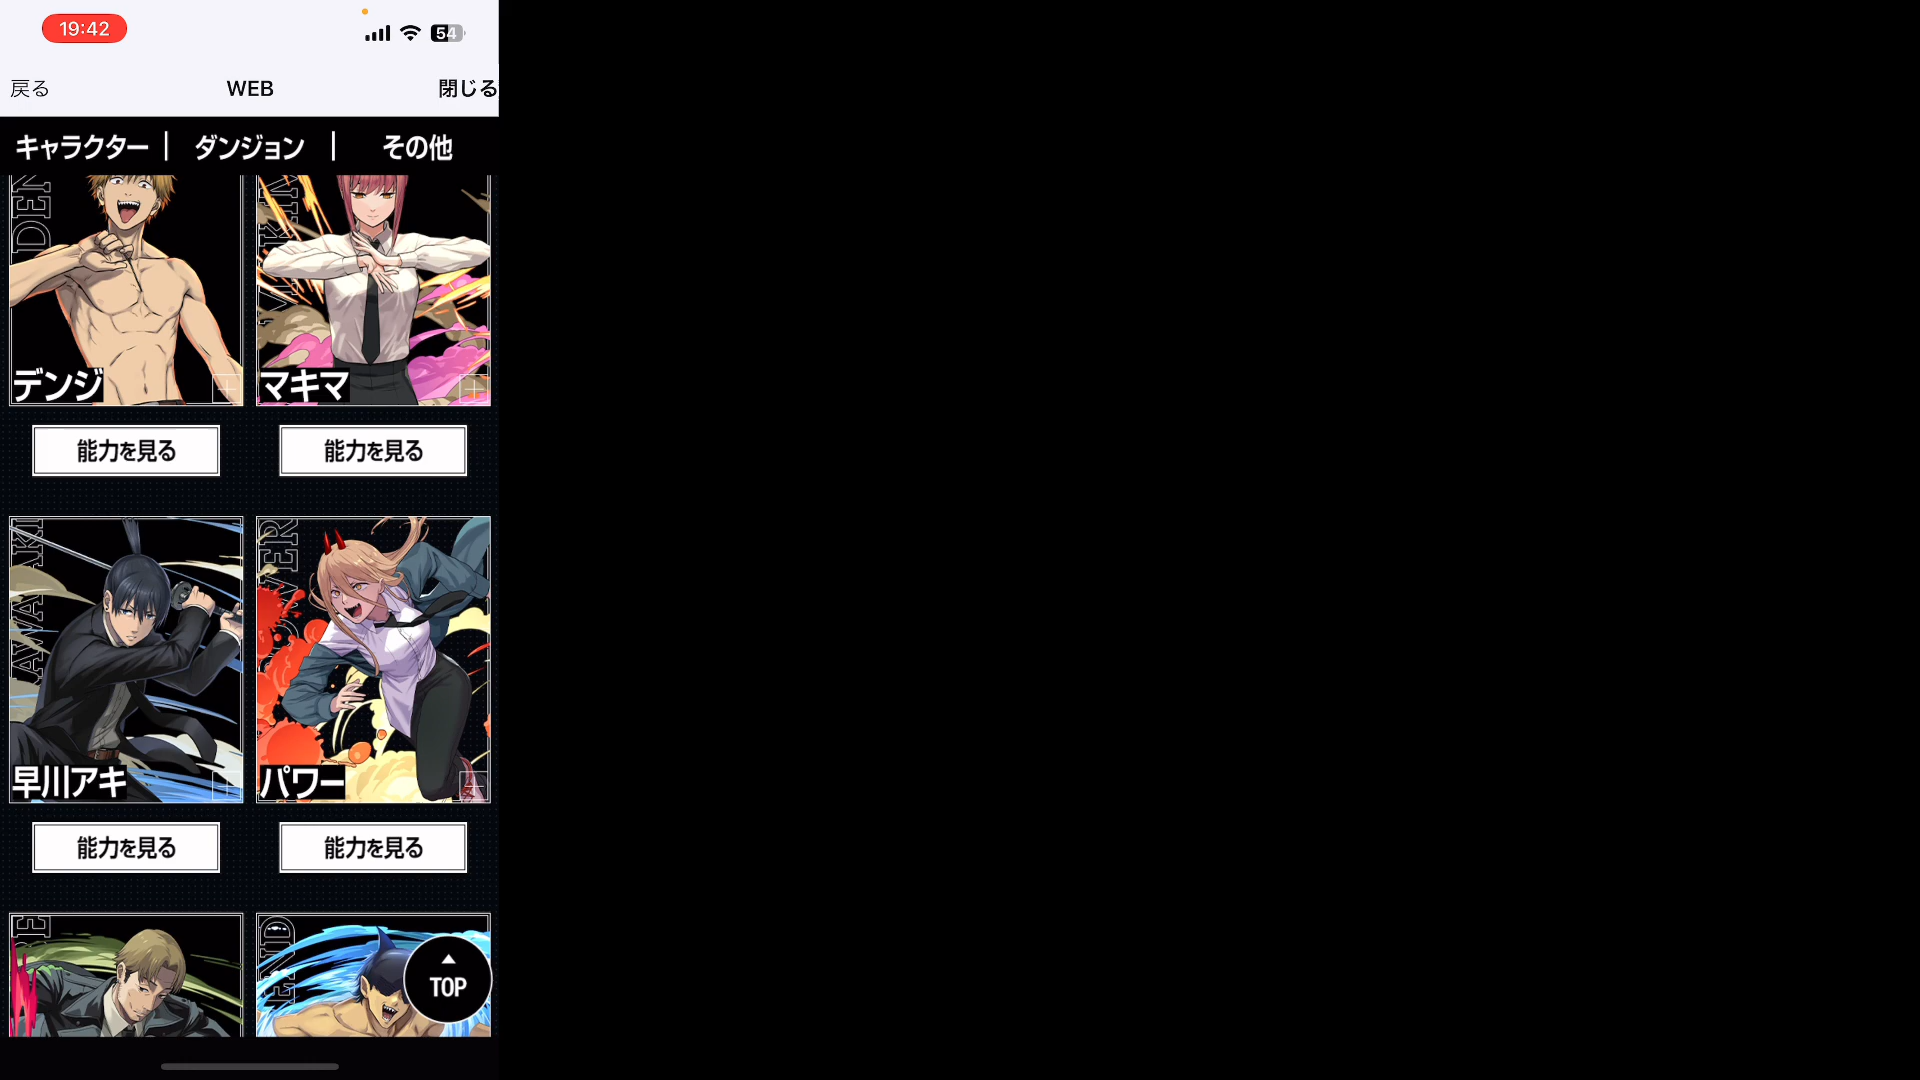 19:42
54
戻る
WEB
閉じる
キャラクター
ダンジョン
その他
DEN
デンジ
マキマ
能力を見る
能力を見る
早川アキ
パワー
能力を見る
能力を見る
TOP